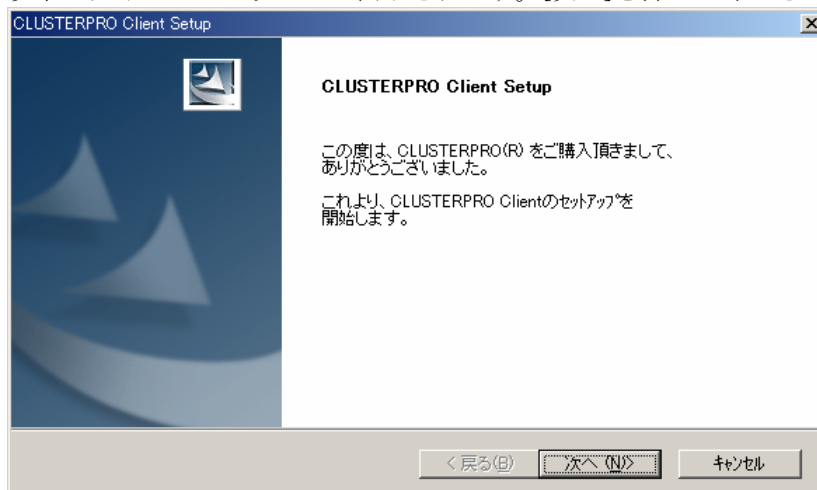 CLUSTERPRO Client Setup
CLUSTERPRO Client Setup
この度は、CLUSTERPRO(R) をご購入頂きまして、
ありがとうございました。
これより、CLUSTERPRO Clientのセットアップを
開始します。
< 戻る(B) 次へ (N)> キャンセル